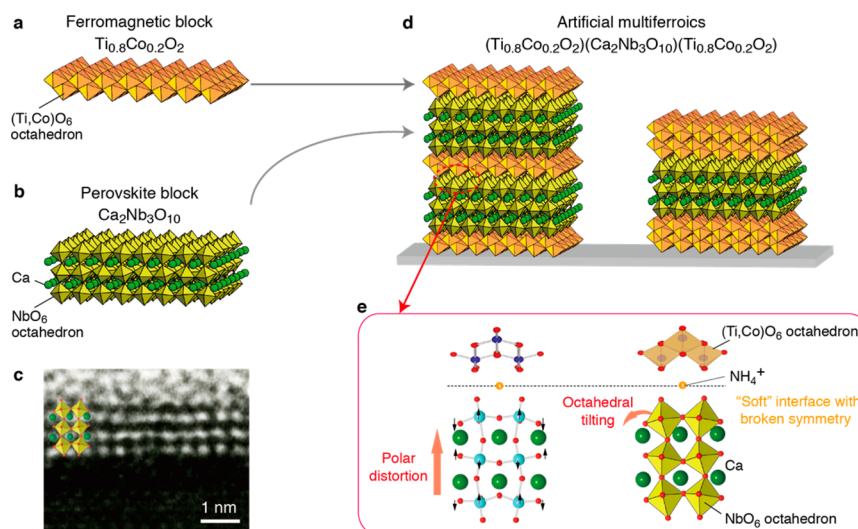 a
Ferromagnetic block
Ti0.8Co0.2O2
(Ti,Co)O6
octahedron
b
Perovskite block
Ca2Nb3O10
Ca
NbO6
octahedron
c
1 nm
d
Artificial multiferroics
(Ti0.8Co0.2O2)(Ca2Nb3O10)(Ti0.8Co0.2O2)
e
(Ti,Co)O6 octahedron
NH4+
"Soft" interface with
broken symmetry
Octahedral
tilting
Polar
distortion
Ca
NbO6 octahedron